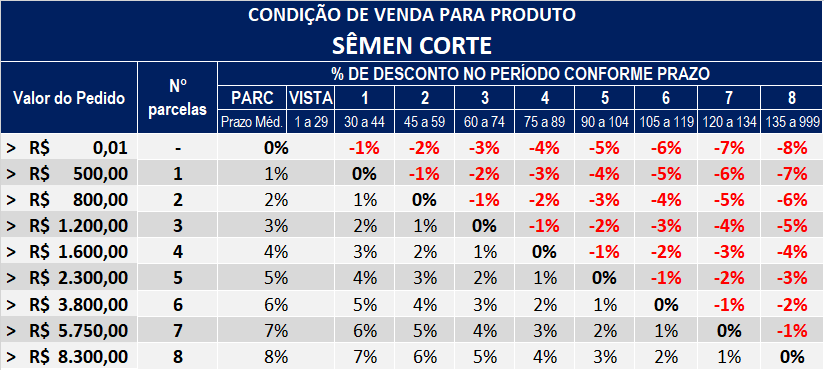 CONDIÇÃO DE VENDA PARA PRODUTO
SÊMEN CORTE
Valor do Pedido Nº parcelas % DE DESCONTO NO PERÍODO CONFORME PRAZO
PARC VISTA 1 2 3 4 5 6 7 8
Prazo Méd. 1 a 29 30 a 44 45 a 59 60 a 74 75 a 89 90 a 104 105 a 119 120 a 134 135 a 999
> R$ 0,01 - 0% -1% -2% -3% -4% -5% -6% -7% -8%
> R$ 500,00 1 1% 0% -1% -2% -3% -4% -5% -6% -7%
> R$ 800,00 2 2% 1% 0% -1% -2% -3% -4% -5% -6%
> R$ 1.200,00 3 3% 2% 1% 0% -1% -2% -3% -4% -5%
> R$ 1.600,00 4 4% 3% 2% 1% 0% -1% -2% -3% -4%
> R$ 2.300,00 5 5% 4% 3% 2% 1% 0% -1% -2% -3%
> R$ 3.800,00 6 6% 5% 4% 3% 2% 1% 0% -1% -2%
> R$ 5.750,00 7 7% 6% 5% 4% 3% 2% 1% 0% -1%
> R$ 8.300,00 8 8% 7% 6% 5% 4% 3% 2% 1% 0%